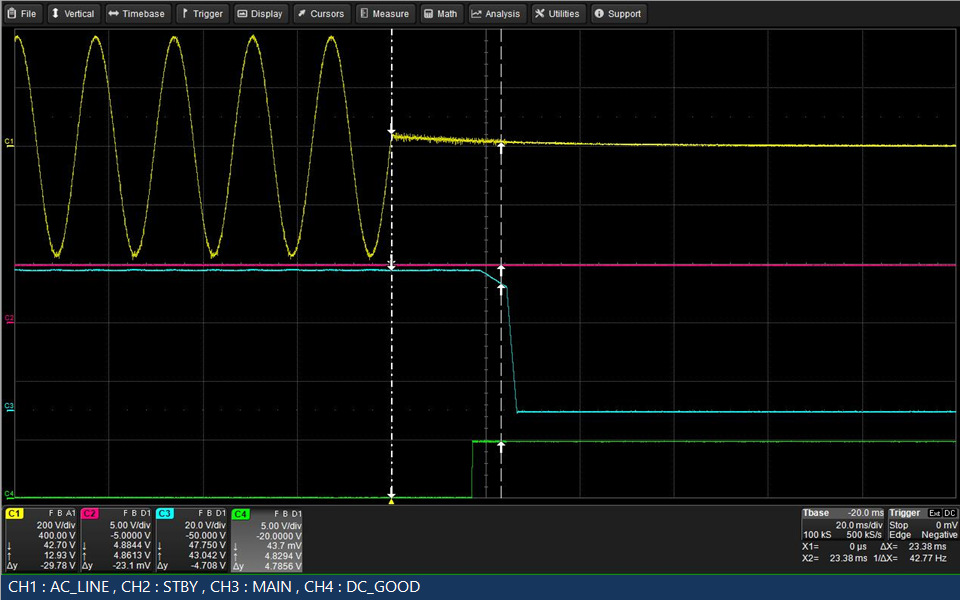 File Vertical Timebase Trigger Display Cursors Measure Math Analysis Utilities Support
C1
C2
C3
C4
C1 F B A1
200 V/div
400.00 V
↓ 42.70 V
↑ 12.93 V
Δy -29.78 V
C2 F B D1
5.00 V/div
-5.0000 V
↓ 4.8844 V
↑ 4.8613 V
Δy -23.1 mV
C3 F B D1
20.0 V/div
-50.000 V
↓ 47.750 V
↑ 43.042 V
Δy -4.708 V
C4 F B D1
5.00 V/div
-20.0000 V
↓ 43.7 mV
↑ 4.8294 V
Δy 4.7856 V
Tbase -20.0 ms
20.0 ms/div
100 kS 500 kS/s
Trigger Ext DC
Stop 0 mV
Edge Negative
X1= 0 µs ΔX= 23.38 ms
X2= 23.38 ms 1/ΔX= 42.77 Hz
CH1 : AC_LINE , CH2 : STBY , CH3 : MAIN , CH4 : DC_GOOD